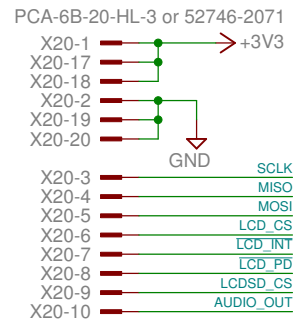 PCA-6B-20-HL-3 or 52746-2071
X20-1
+3V3
X20-17
X20-18
X20-2
X20-19
X20-20
GND
X20-3 SCLK
X20-4 MISO
X20-5 MOSI
X20-6 LCD_CS
X20-7 LCD_INT
X20-8 LCD_PD
X20-9 LCDSD_CS
X20-10 AUDIO_OUT